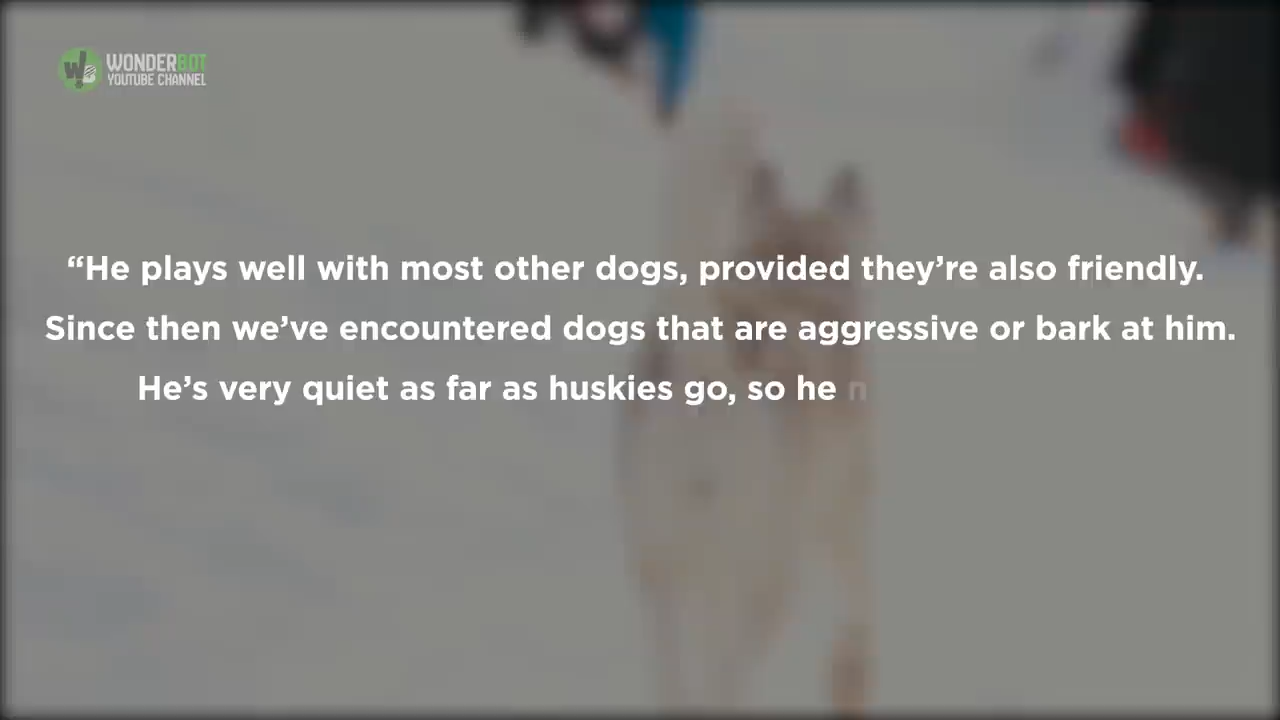 WONDERBOT
YOUTUBE CHANNEL
“He plays well with most other dogs, provided they’re also friendly.
Since then we’ve encountered dogs that are aggressive or bark at him.
He’s very quiet as far as huskies go, so he